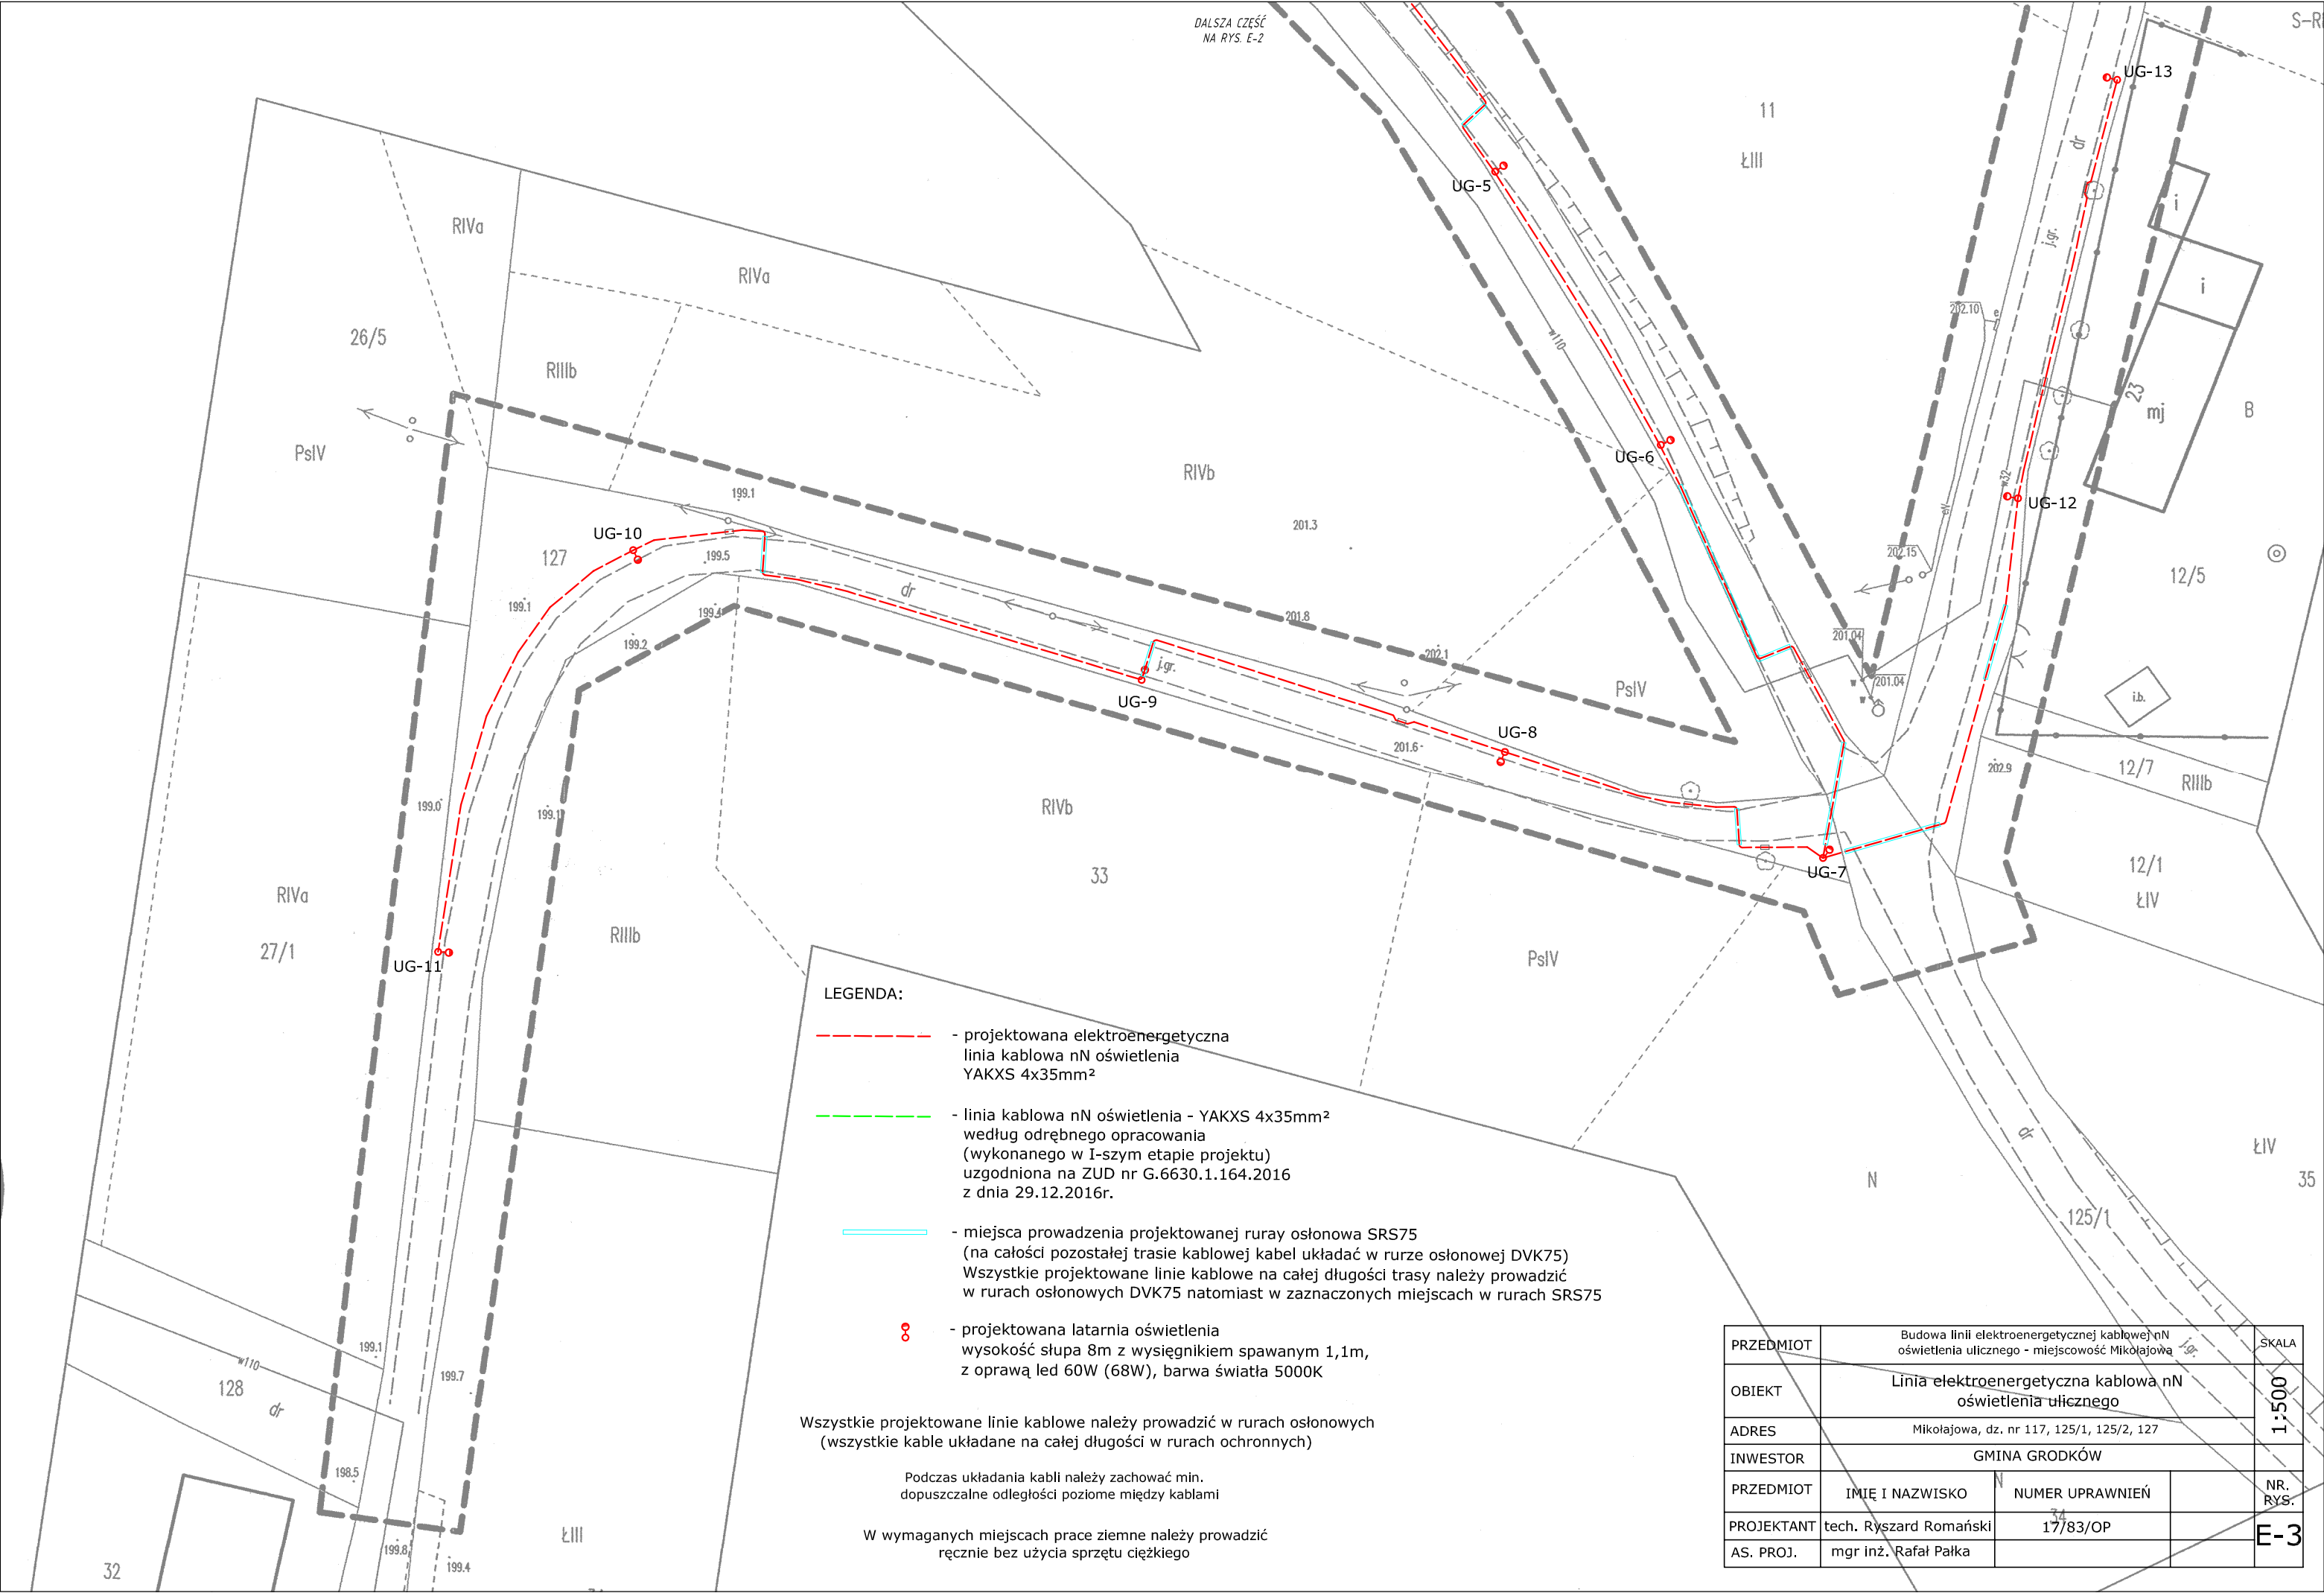 DALSZA CZĘŚĆ
NA RYS. E-2
S-R
UG-13
11
ŁIII
dr
j.gr.
i
i
UG-5
RIVa
RIVa
26/5
RIIIb
PsIV
w110
202.10
e
23
mj
B
RIVb
UG-6
199.1
201.3
w32
UG-12
eN
UG-10
127
199.5
202.15
12/5
dr
199.1
199.4
199.2
201.8
202.1
201.04
201.04
j.gr.
PsIV
i.b.
UG-9
UG-8
201.6
202.9
12/7
RIIIb
199.0
199.1
RIVb
33
UG-7
12/1
ŁIV
RIVa
27/1
RIIIb
UG-11
PsIV
LEGENDA:
- projektowana elektroenergetyczna
linia kablowa nN oświetlenia
YAKXS 4x35mm²
- linia kablowa nN oświetlenia - YAKXS 4x35mm²
według odrębnego opracowania
(wykonanego w I-szym etapie projektu)
uzgodniona na ZUD nr G.6630.1.164.2016
z dnia 29.12.2016r.
- miejsca prowadzenia projektowanej ruray osłonowa SRS75
(na całości pozostałej trasie kablowej kabel układać w rurze osłonowej DVK75)
Wszystkie projektowane linie kablowe na całej długości trasy należy prowadzić
w rurach osłonowych DVK75 natomiast w zaznaczonych miejscach w rurach SRS75
- projektowana latarnia oświetlenia
wysokość słupa 8m z wysięgnikiem spawanym 1,1m,
z oprawą led 60W (68W), barwa światła 5000K
Wszystkie projektowane linie kablowe należy prowadzić w rurach osłonowych
(wszystkie kable układane na całej długości w rurach ochronnych)
Podczas układania kabli należy zachować min.
dopuszczalne odległości poziome między kablami
W wymaganych miejscach prace ziemne należy prowadzić
ręcznie bez użycia sprzętu ciężkiego
dr
N
ŁIV
35
125/1
j.gr.
199.1
w110
128
dr
199.7
198.5
199.8
199.4
ŁIII
32
PRZEDMIOT
Budowa linii elektroenergetycznej kablowej nN
oświetlenia ulicznego - miejscowość Mikołajowa
SKALA
1:500
OBIEKT
Linia elektroenergetyczna kablowa nN
oświetlenia ulicznego
ADRES
Mikołajowa, dz. nr 117, 125/1, 125/2, 127
INWESTOR
GMINA GRODKÓW
PRZEDMIOT
IMIĘ I NAZWISKO
N
NUMER UPRAWNIEŃ
NR.
RYS.
PROJEKTANT
tech. Ryszard Romański
34
17/83/OP
E-3
AS. PROJ.
mgr inż. Rafał Pałka